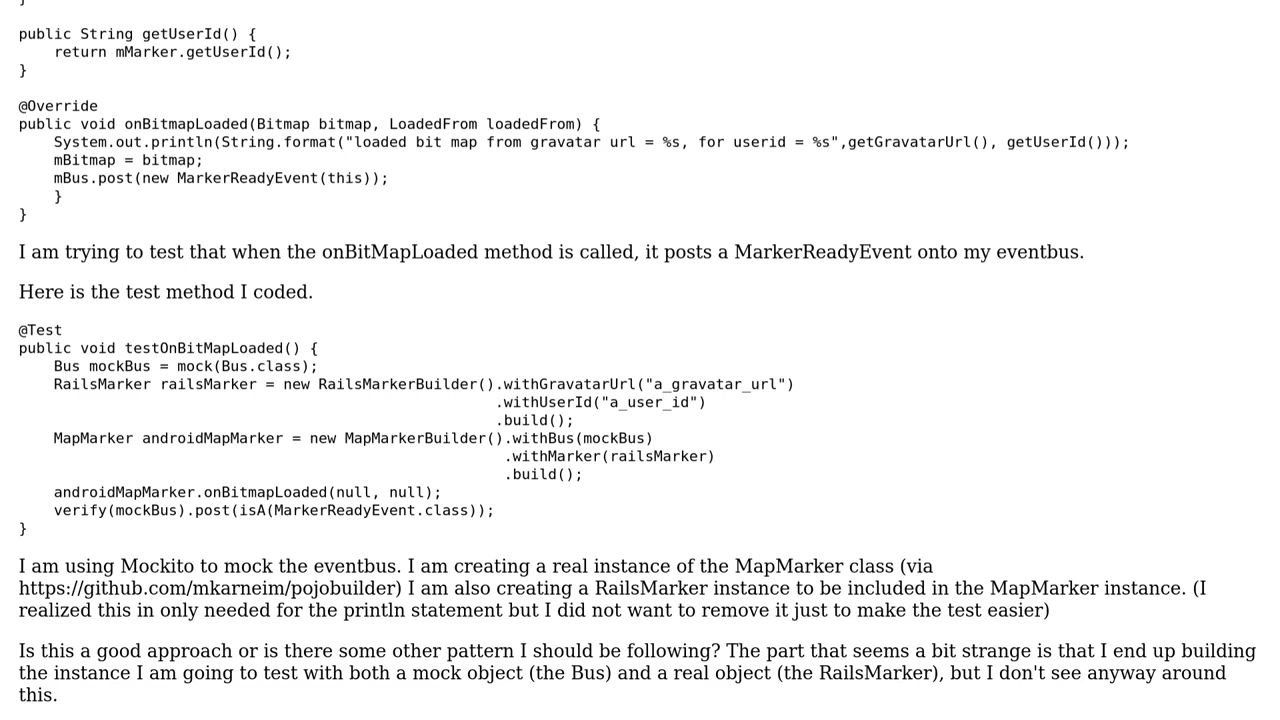 }
public String getUserId() {
    return mMarker.getUserId();
}
@Override
public void onBitmapLoaded(Bitmap bitmap, LoadedFrom loadedFrom) {
    System.out.println(String.format("loaded bit map from gravatar url = %s, for userid = %s",getGravatarUrl(), getUserId()));
    mBitmap = bitmap;
    mBus.post(new MarkerReadyEvent(this));
    }
}
I am trying to test that when the onBitMapLoaded method is called, it posts a MarkerReadyEvent onto my eventbus.
Here is the test method I coded.
@Test
public void testOnBitMapLoaded() {
    Bus mockBus = mock(Bus.class);
    RailsMarker railsMarker = new RailsMarkerBuilder().withGravatarUrl("a_gravatar_url")
                                                      .withUserId("a_user_id")
                                                      .build();
    MapMarker androidMapMarker = new MapMarkerBuilder().withBus(mockBus)
                                                       .withMarker(railsMarker)
                                                       .build();
    androidMapMarker.onBitmapLoaded(null, null);
    verify(mockBus).post(isA(MarkerReadyEvent.class));
}
I am using Mockito to mock the eventbus. I am creating a real instance of the MapMarker class (via
https://github.com/mkarneim/pojobuilder) I am also creating a RailsMarker instance to be included in the MapMarker instance. (I
realized this in only needed for the println statement but I did not want to remove it just to make the test easier)
Is this a good approach or is there some other pattern I should be following? The part that seems a bit strange is that I end up building
the instance I am going to test with both a mock object (the Bus) and a real object (the RailsMarker), but I don't see anyway around
this.